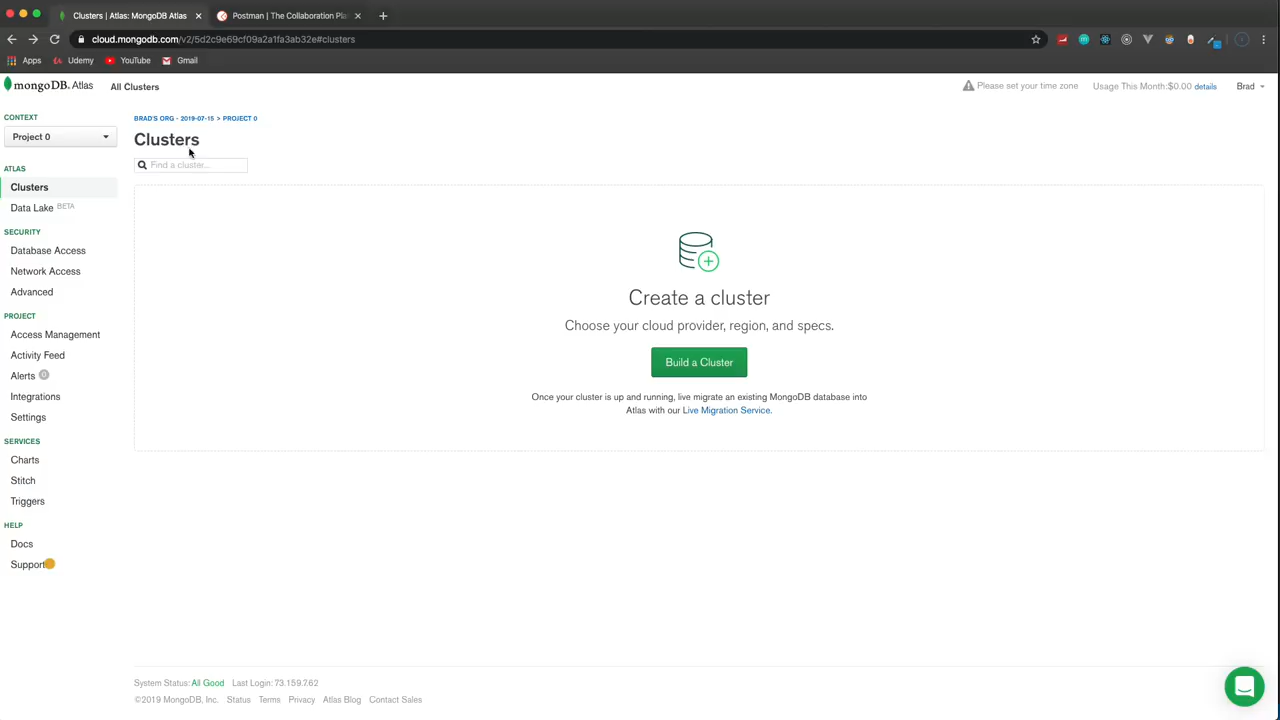 Clusters | Atlas: MongoDB Atlas
Postman | The Collaboration Pla
cloud.mongodb.com/v2/5d2c9e69cf09a2a1fa3ab32e#clusters
Apps
Udemy
YouTube
Gmail
mongoDB. Atlas
All Clusters
Please set your time zone
Usage This Month:$0.00 details
Brad
CONTEXT
Project 0
ATLAS
Clusters
Data Lake BETA
SECURITY
Database Access
Network Access
Advanced
PROJECT
Access Management
Activity Feed
Alerts 0
Integrations
Settings
SERVICES
Charts
Stitch
Triggers
HELP
Docs
Support
BRAD'S ORG - 2019-07-15 > PROJECT 0
Clusters
Find a cluster...
Create a cluster
Choose your cloud provider, region, and specs.
Build a Cluster
Once your cluster is up and running, live migrate an existing MongoDB database into
Atlas with our Live Migration Service.
System Status: All Good Last Login: 73.159.7.62
©2019 MongoDB, Inc. Status Terms Privacy Atlas Blog Contact Sales